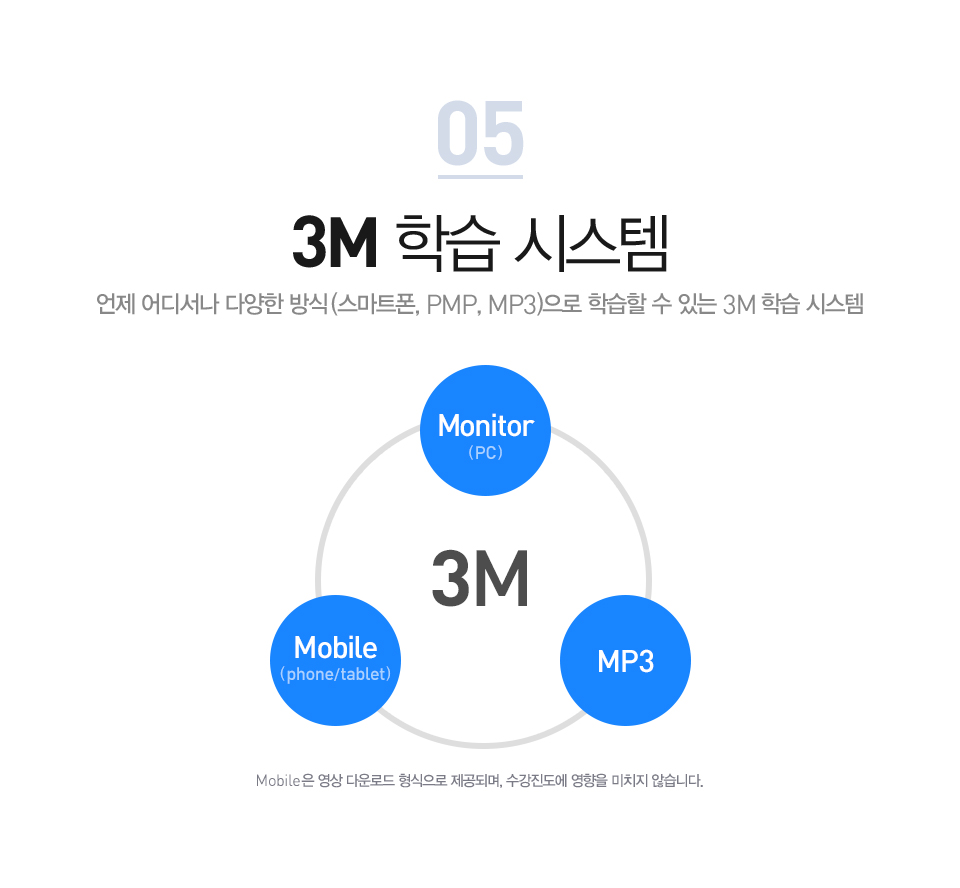 05
3M 학습 시스템
언제 어디서나 다양한 방식(스마트폰, PMP, MP3)으로 학습할 수 있는 3M 학습 시스템
Monitor
(PC)
3M
Mobile
(phone/tablet)
MP3
Mobile은 영상 다운로드 형식으로 제공되며, 수강진도에 영향을 미치지 않습니다.